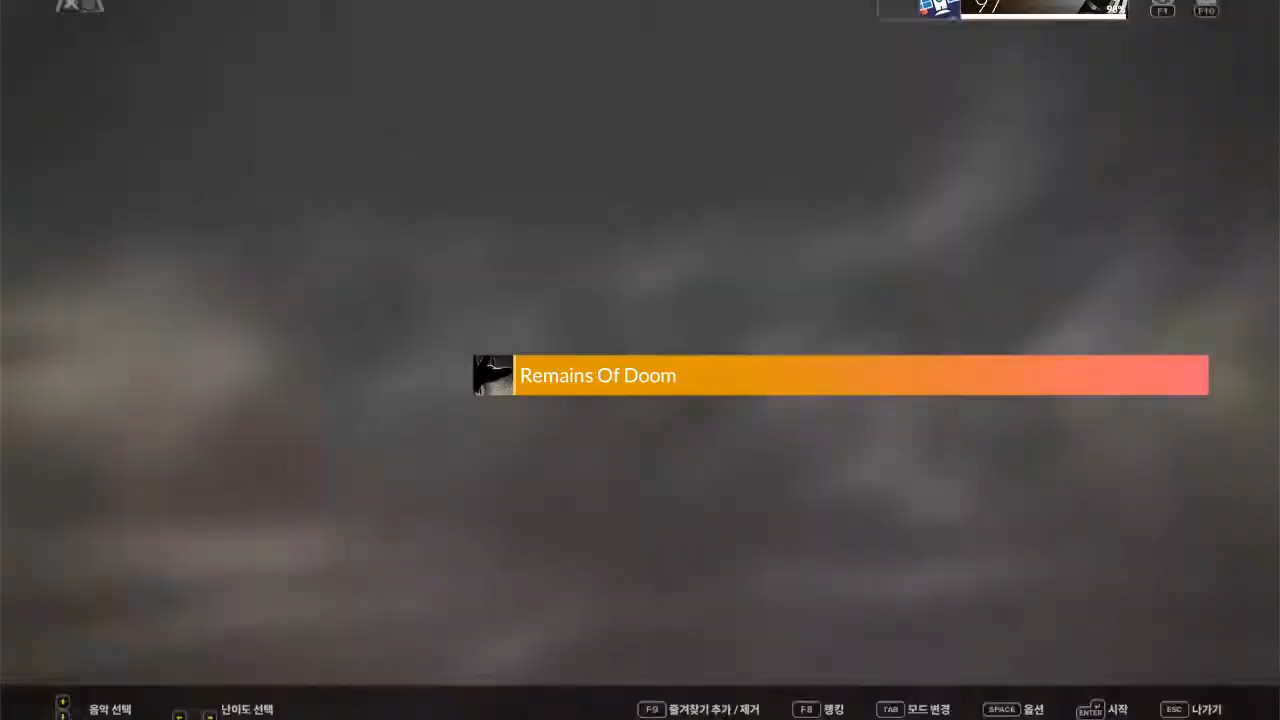 97
98%
F1
F10
Remains Of Doom
음악 선택
난이도 선택
F9 즐겨찾기 추가 / 제거
F8 랭킹
TAB 모드 변경
SPACE 옵션
ENTER 시작
ESC 나가기